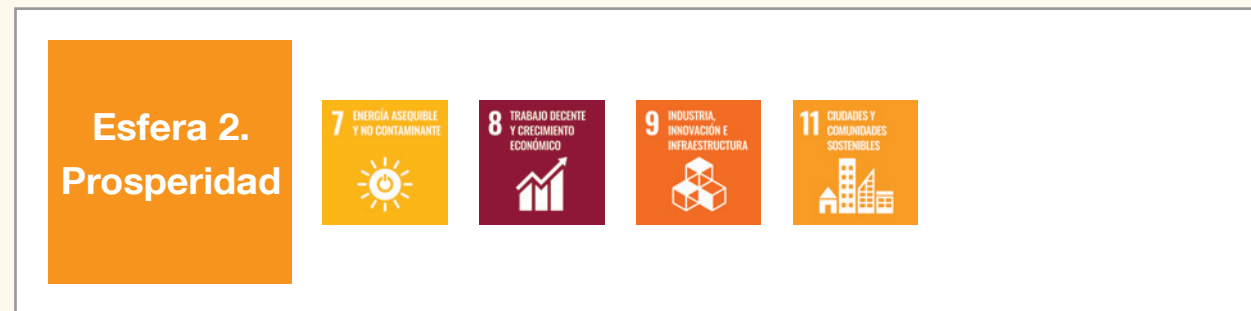 Esfera 2.
Prosperidad
7 ENERGÍA ASEQUIBLE
Y NO CONTAMINANTE
8 TRABAJO DECENTE
Y CRECIMIENTO
ECONÓMICO
9 INDUSTRIA,
INNOVACIÓN E
INFRAESTRUCTURA
11 CIUDADES Y
COMUNIDADES
SOSTENIBLES